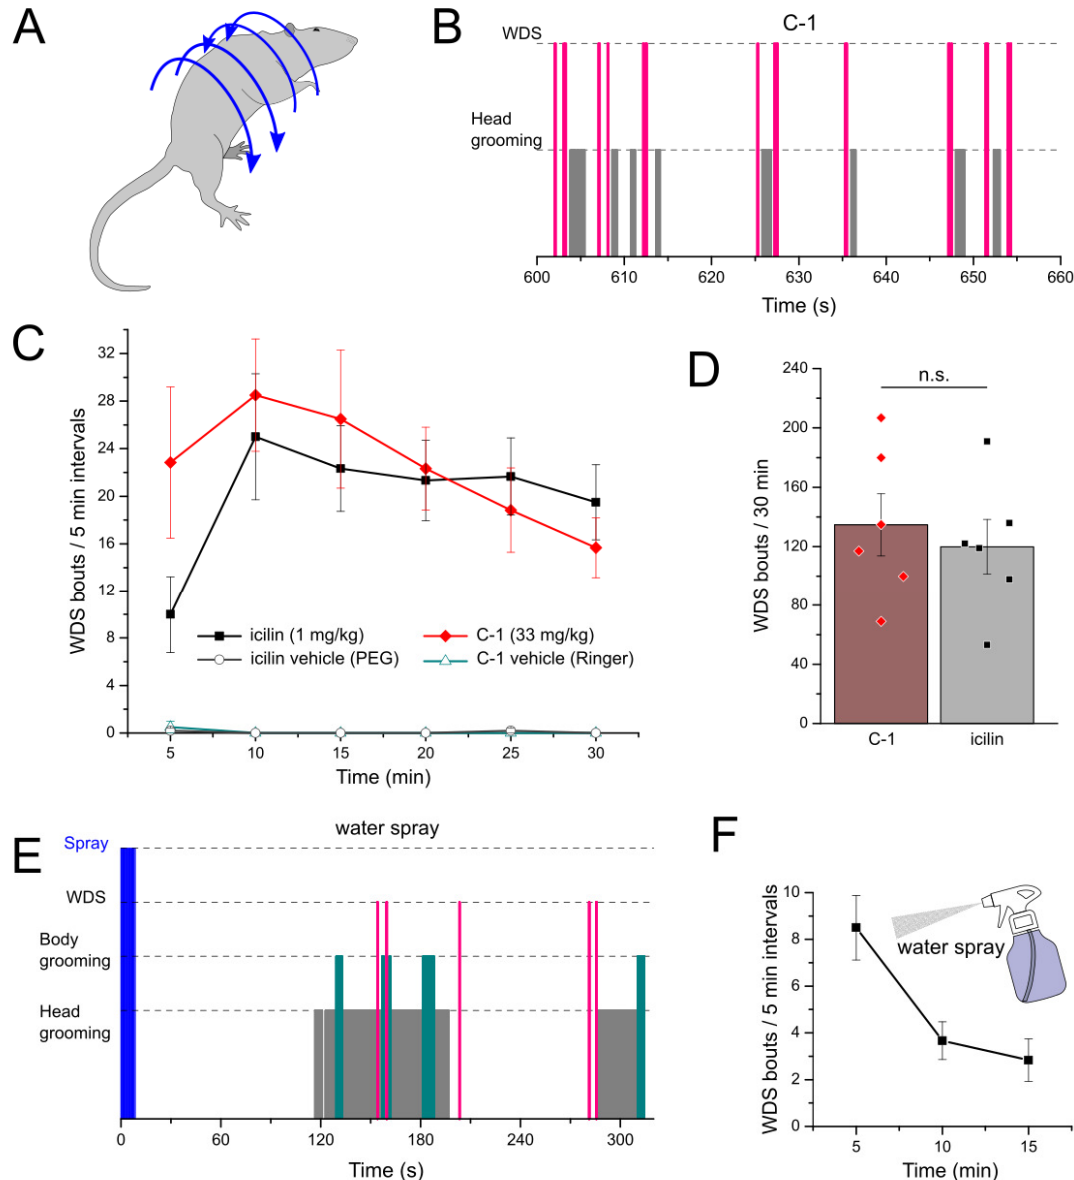 A
B
C-1
WDS
Head
grooming
600 610 620 630 640 650 660
Time (s)
C
WDS bouts / 5 min intervals
32
28
24
20
16
12
8
4
0
icilin (1 mg/kg)
C-1 (33 mg/kg)
icilin vehicle (PEG)
C-1 vehicle (Ringer)
5 10 15 20 25 30
Time (min)
D
WDS bouts / 30 min
240
200
160
120
80
40
0
n.s.
C-1 icilin
E
water spray
Spray
WDS
Body
grooming
Head
grooming
0 60 120 180 240 300
Time (s)
F
WDS bouts / 5 min intervals
10
8
6
4
2
0
water spray
5 10 15
Time (min)